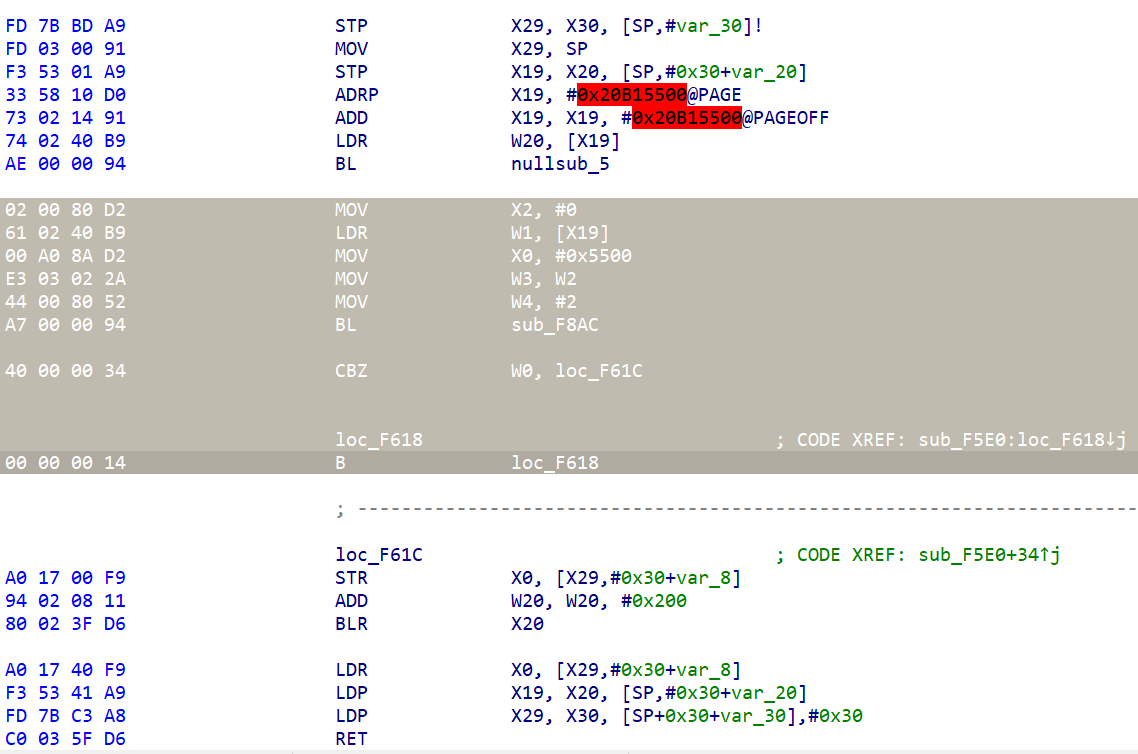 FD 7B BD A9 STP X29, X30, [SP,#var_30]!
FD 03 00 91 MOV X29, SP
F3 53 01 A9 STP X19, X20, [SP,#0x30+var_20]
33 58 10 D0 ADRP X19, #0x20B15500@PAGE
73 02 14 91 ADD X19, X19, #0x20B15500@PAGEOFF
74 02 40 B9 LDR W20, [X19]
AE 00 00 94 BL nullsub_5
02 00 80 D2 MOV X2, #0
61 02 40 B9 LDR W1, [X19]
00 A0 8A D2 MOV X0, #0x5500
E3 03 02 2A MOV W3, W2
44 00 80 52 MOV W4, #2
A7 00 00 94 BL sub_F8AC
40 00 00 34 CBZ W0, loc_F61C
loc_F618 ; CODE XREF: sub_F5E0:loc_F618↓j
00 00 00 14 B loc_F618
; ---------------------------------------------------------------------------
loc_F61C ; CODE XREF: sub_F5E0+34↑j
A0 17 00 F9 STR X0, [X29,#0x30+var_8]
94 02 08 11 ADD W20, W20, #0x200
80 02 3F D6 BLR X20
A0 17 40 F9 LDR X0, [X29,#0x30+var_8]
F3 53 41 A9 LDP X19, X20, [SP,#0x30+var_20]
FD 7B C3 A8 LDP X29, X30, [SP+0x30+var_30],#0x30
C0 03 5F D6 RET